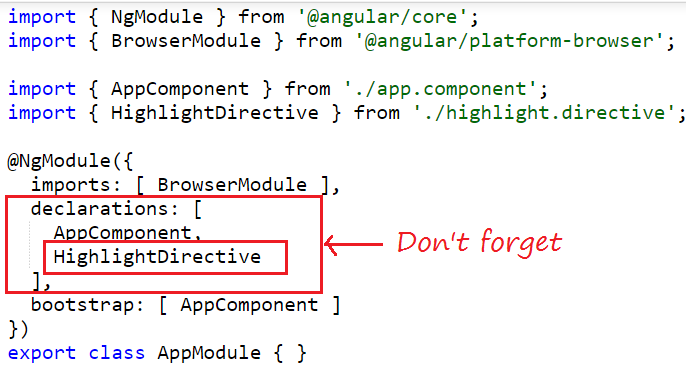 import { NgModule } from '@angular/core';
import { BrowserModule } from '@angular/platform-browser';

import { AppComponent } from './app.component';
import { HighlightDirective } from './highlight.directive';

@NgModule({
  imports: [ BrowserModule ],
  declarations: [
    AppComponent,
    HighlightDirective
  ],
  bootstrap: [ AppComponent ]
})
export class AppModule { }
Don't forget